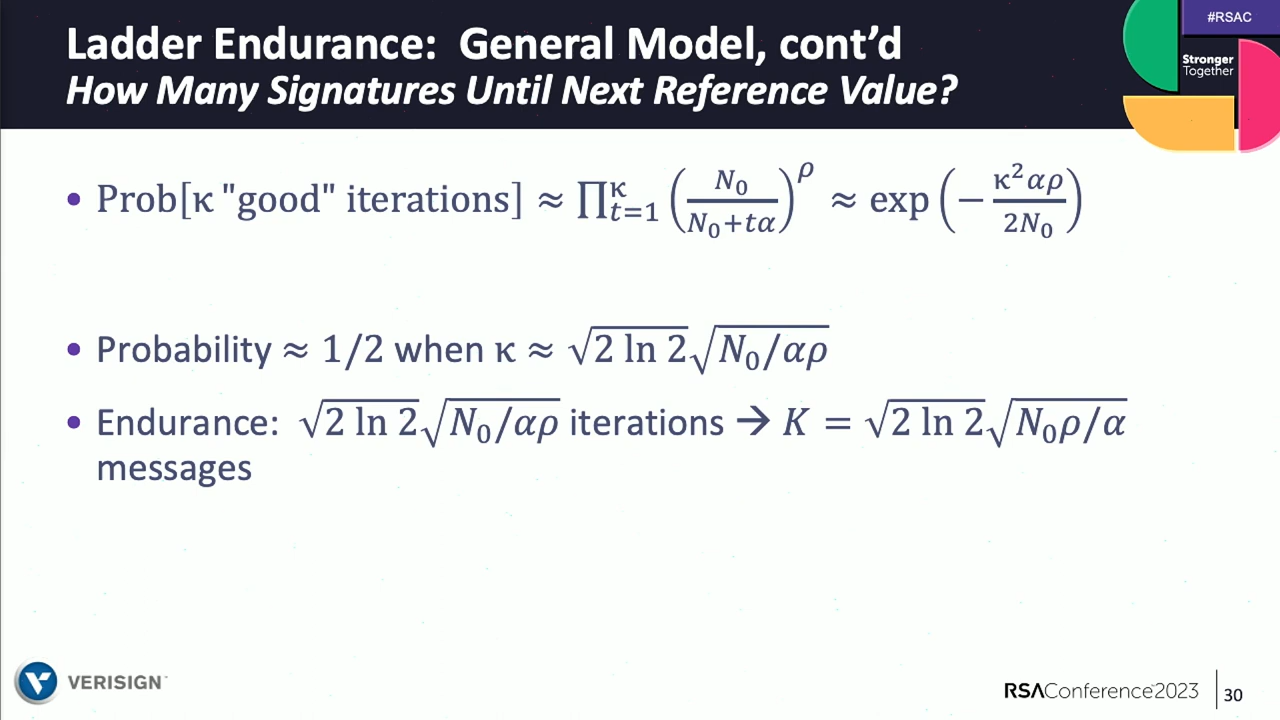 #RSAC
Ladder Endurance:  General Model, cont’d
How Many Signatures Until Next Reference Value?
Stronger
Together
• Prob[κ "good" iterations] ≈ ∏_{t=1}^{κ} (N₀/(N₀+tα))^ρ ≈ exp(−κ²αρ/(2N₀))
• Probability ≈ 1/2 when κ ≈ √(2 ln 2)√(N₀/αρ)
• Endurance:  √(2 ln 2)√(N₀/αρ) iterations → K = √(2 ln 2)√(N₀ρ/α)
messages
VERISIGN
RSAConference2023
30